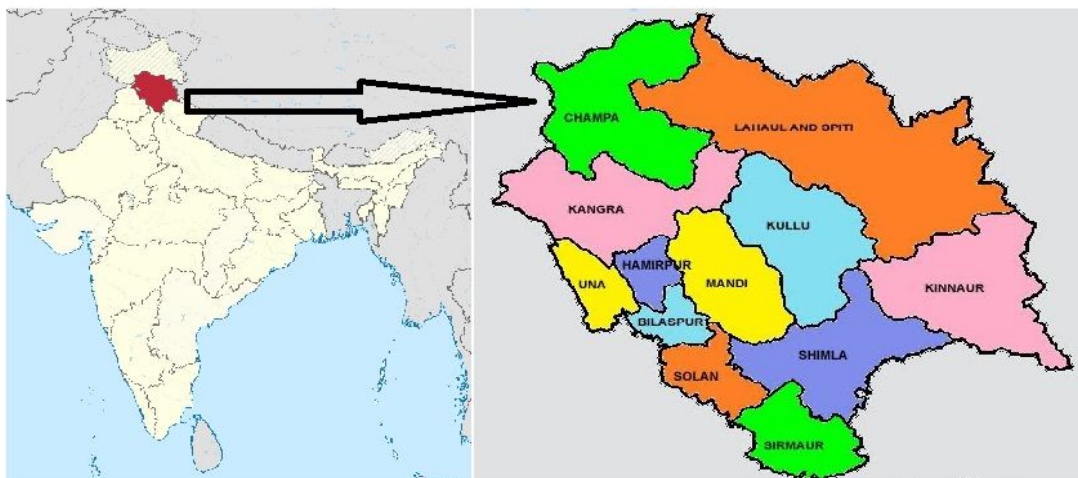 CHAMPA
LAHAUL AND SPITI
KANGRA
KULLU
HAMIRPUR
UNA
MANDI
KINNAUR
BILASPUR
SHIMLA
SOLAN
SIRMAUR